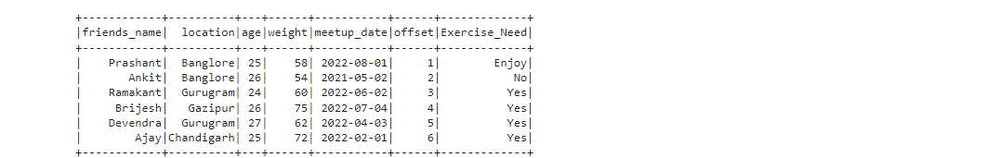 +------------+----------+---+------+-----------+------+-------------+
|friends_name|  location|age|weight|meetup_date|offset|Exercise_Need|
+------------+----------+---+------+-----------+------+-------------+
|    Prashant|  Banglore| 25|    58| 2022-08-01|     1|        Enjoy|
|       Ankit|  Banglore| 26|    54| 2021-05-02|     2|           No|
|    Ramakant|  Gurugram| 24|    60| 2022-06-02|     3|          Yes|
|     Brijesh|   Gazipur| 26|    75| 2022-07-04|     4|          Yes|
|    Devendra|  Gurugram| 27|    62| 2022-04-03|     5|          Yes|
|        Ajay|Chandigarh| 25|    72| 2022-02-01|     6|          Yes|
+------------+----------+---+------+-----------+------+-------------+